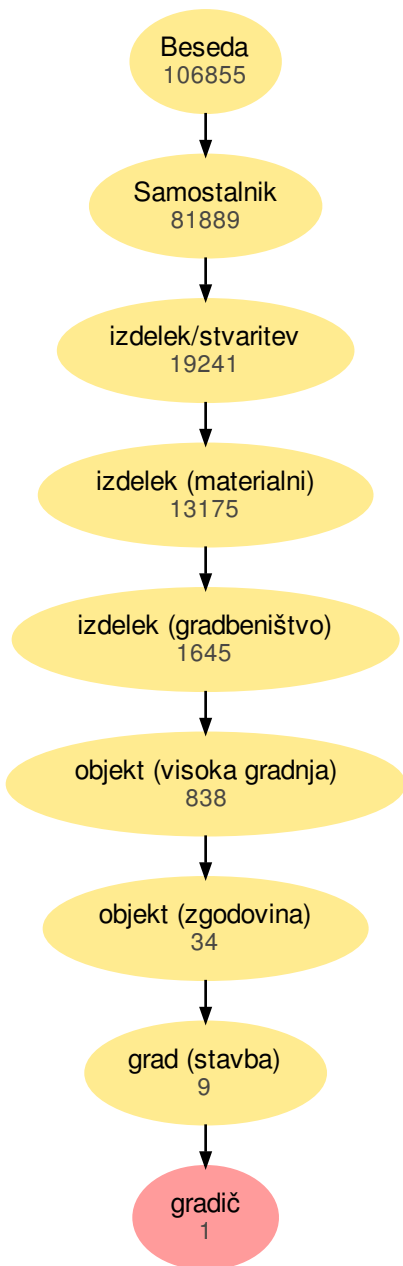 Beseda
106855
Samostalnik
81889
izdelek/stvaritev
19241
izdelek (materialni)
13175
izdelek (gradbeništvo)
1645
objekt (visoka gradnja)
838
objekt (zgodovina)
34
grad (stavba)
9
gradič
1